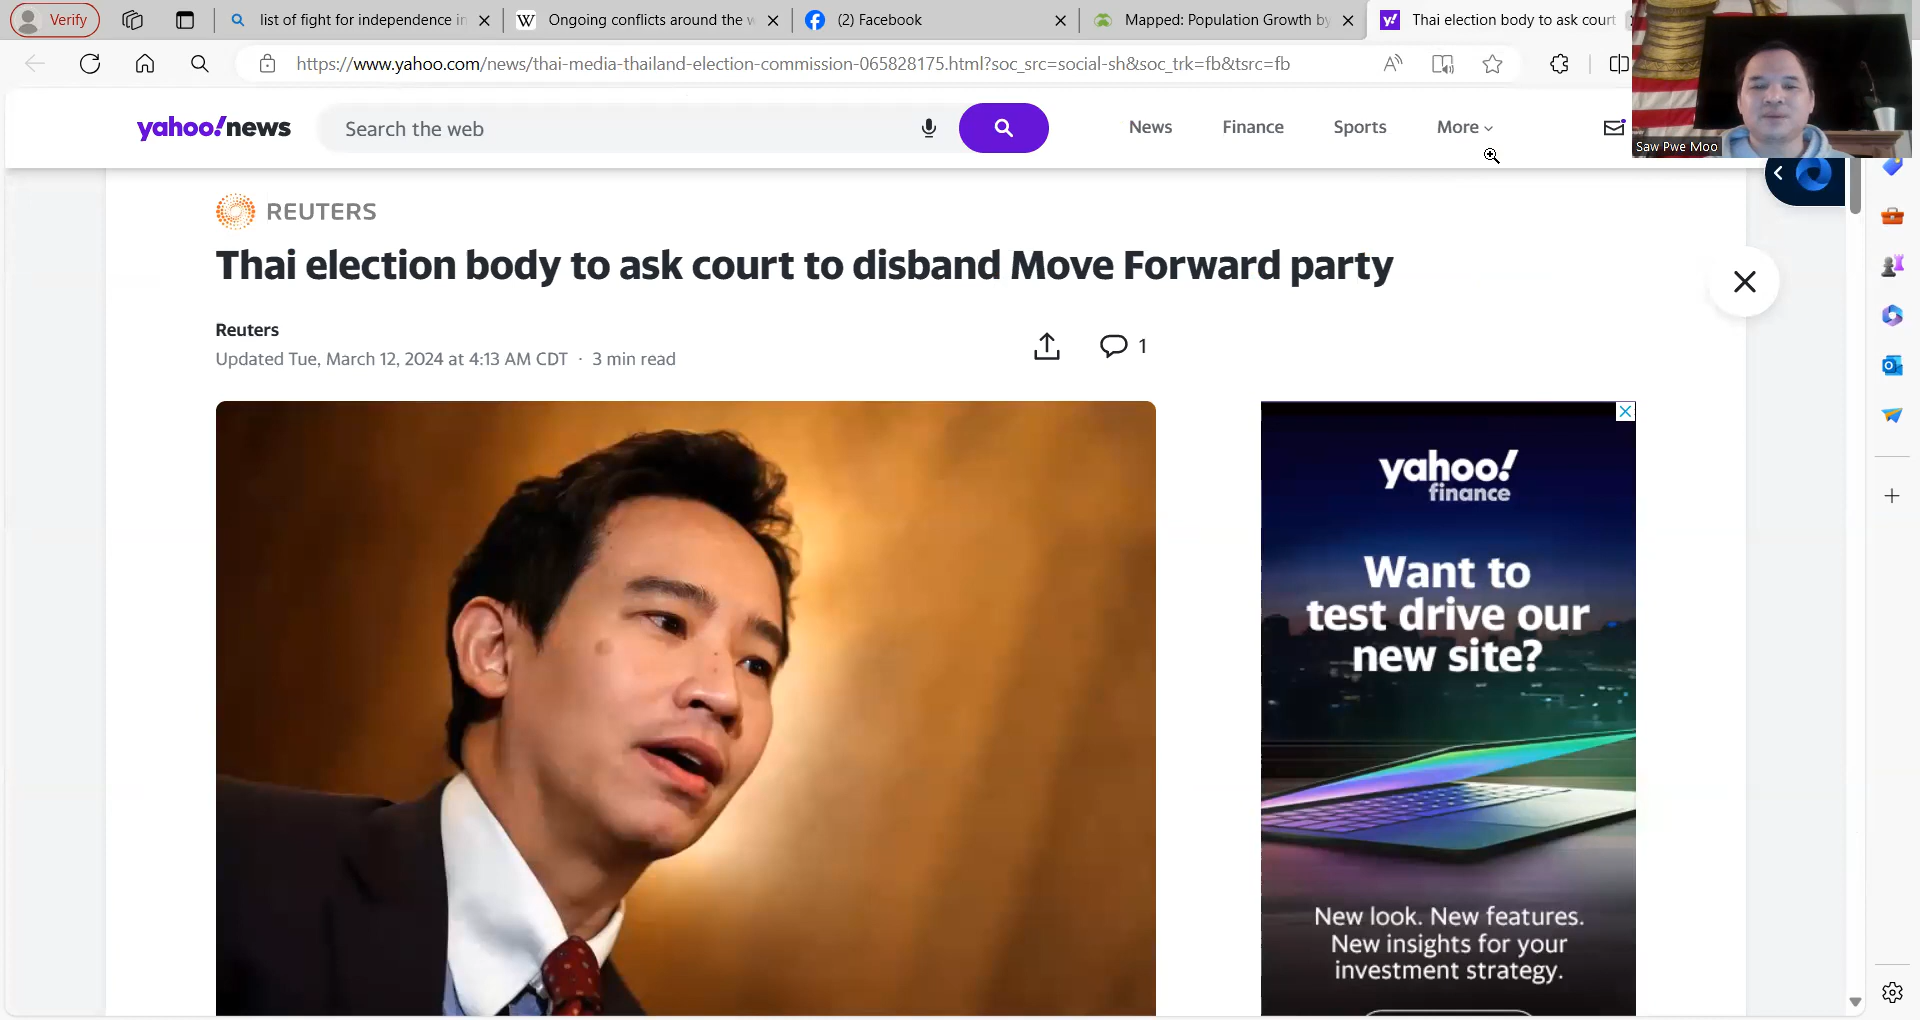 Verify
list of fight for independence in
Ongoing conflicts around the w
(2) Facebook
Mapped: Population Growth by
Thai election body to ask court
https://www.yahoo.com/news/thai-media-thailand-election-commission-065828175.html?soc_src=social-sh&soc_trk=fb&tsrc=fb
yahoo!news
Search the web
News
Finance
Sports
More
Saw Pwe Moo
REUTERS
Thai election body to ask court to disband Move Forward party
Reuters
Updated Tue, March 12, 2024 at 4:13 AM CDT · 3 min read
1
yahoo!
finance
Want to
test drive our
new site?
New look. New features.
New insights for your
investment strategy.